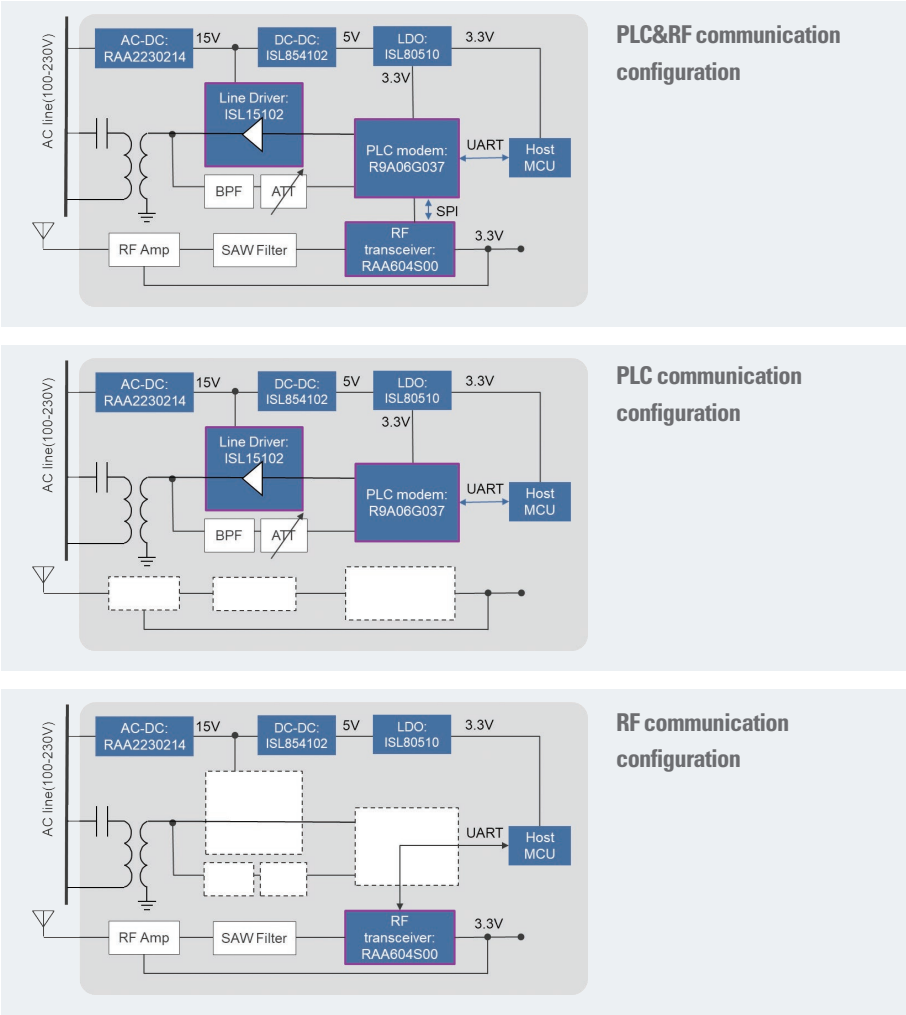 PLC&RF communication
configuration
AC line(100-230V)
AC-DC:
RAA2230214
15V
DC-DC:
ISL854102
5V
LDO:
ISL80510
3.3V
3.3V
Line Driver:
ISL15102
PLC modem:
R9A06G037
UART
Host
MCU
BPF
ATT
SPI
RF Amp
SAW Filter
RF
transceiver:
RAA604S00
3.3V
PLC communication
configuration
AC line(100-230V)
AC-DC:
RAA2230214
15V
DC-DC:
ISL854102
5V
LDO:
ISL80510
3.3V
3.3V
Line Driver:
ISL15102
PLC modem:
R9A06G037
UART
Host
MCU
BPF
ATT
RF communication
configuration
AC line(100-230V)
AC-DC:
RAA2230214
15V
DC-DC:
ISL854102
5V
LDO:
ISL80510
3.3V
UART
Host
MCU
RF Amp
SAW Filter
RF
transceiver:
RAA604S00
3.3V